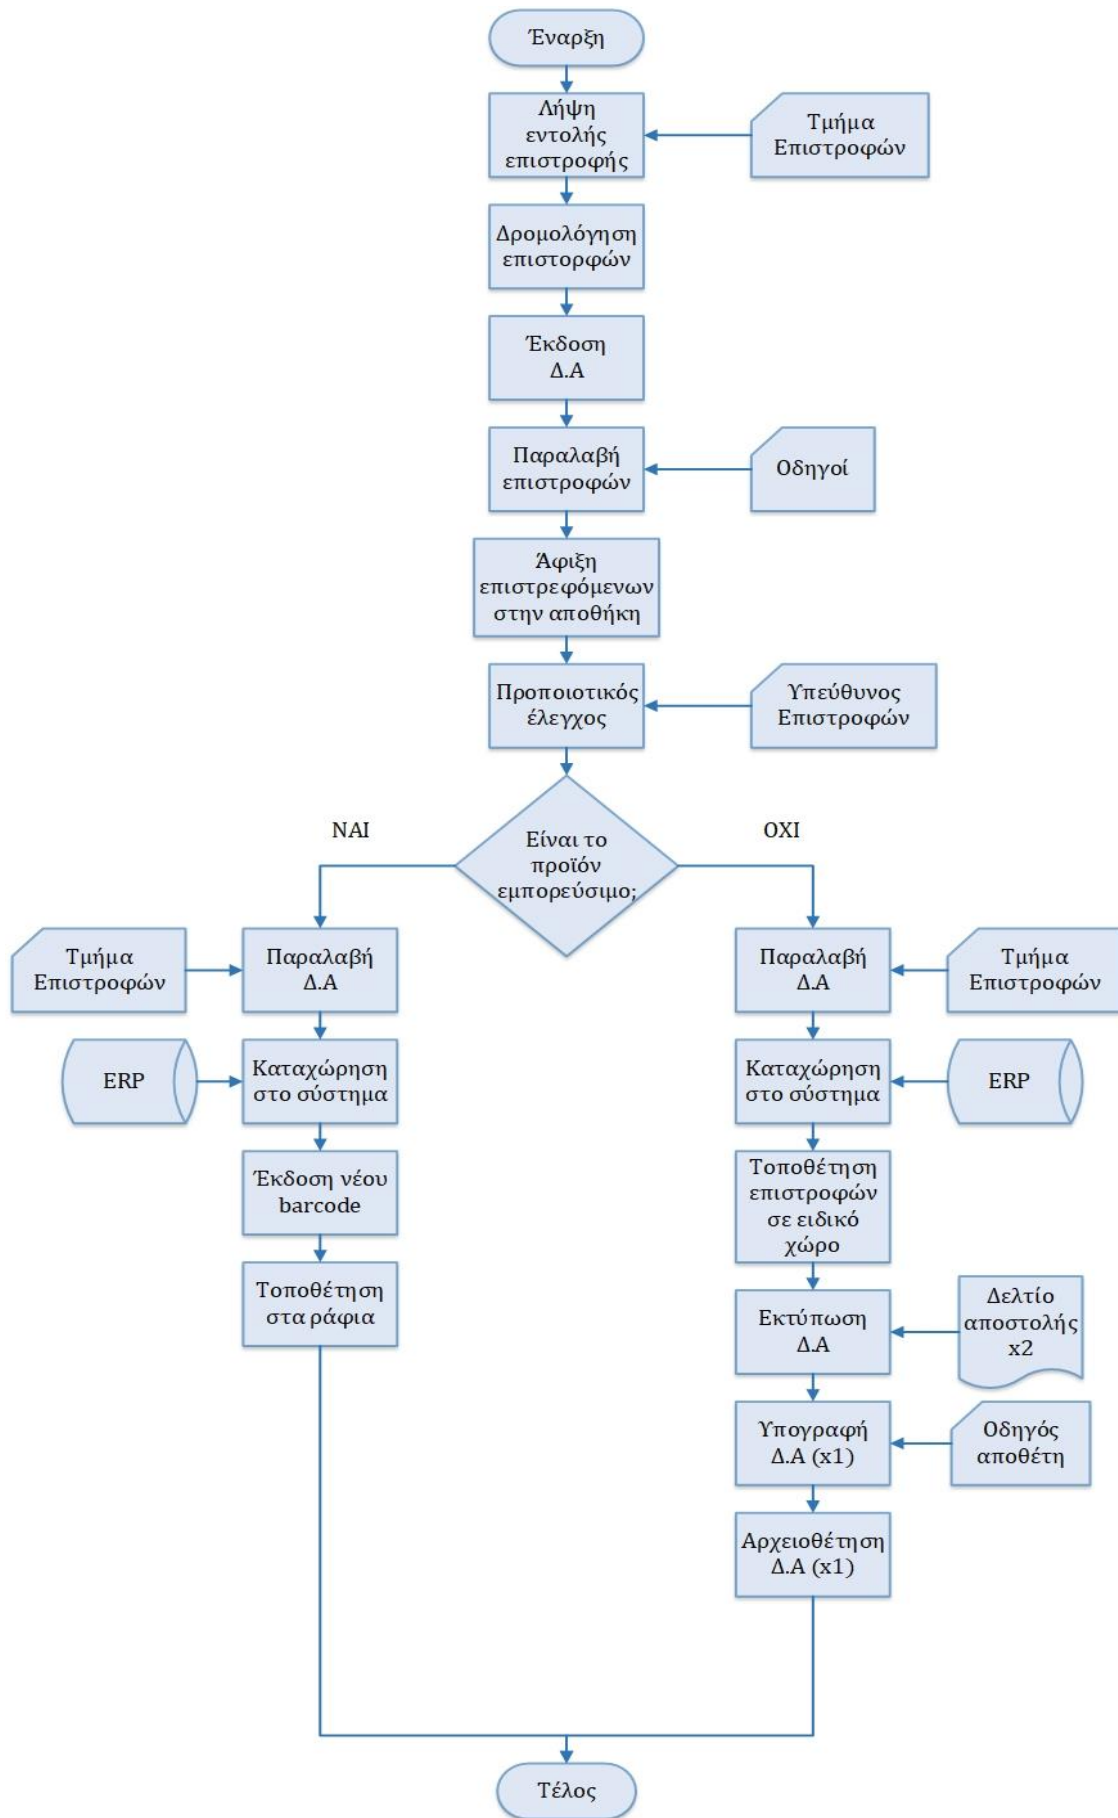 Έναρξη
Λήψη
εντολής
επιστροφής
Τμήμα
Επιστροφών
Δρομολόγηση
επιστορφών
Έκδοση
Δ.Α
Παραλαβή
επιστροφών
Οδηγοί
Άφιξη
επιστρεφόμενων
στην αποθήκη
Προποιοτικός
έλεγχος
Υπεύθυνος
Επιστροφών
Είναι το
προϊόν
εμπορεύσιμο;
ΝΑΙ
ΟΧΙ
Τμήμα
Επιστροφών
Παραλαβή
Δ.Α
ERP
Καταχώρηση
στο σύστημα
Έκδοση νέου
barcode
Τοποθέτηση
στα ράφια
Παραλαβή
Δ.Α
Τμήμα
Επιστροφών
Καταχώρηση
στο σύστημα
ERP
Τοποθέτηση
επιστροφών
σε ειδικό
χώρο
Εκτύπωση
Δ.Α
Δελτίο
αποστολής
x2
Υπογραφή
Δ.Α (x1)
Οδηγός
αποθέτη
Αρχειοθέτηση
Δ.Α (x1)
Τέλος